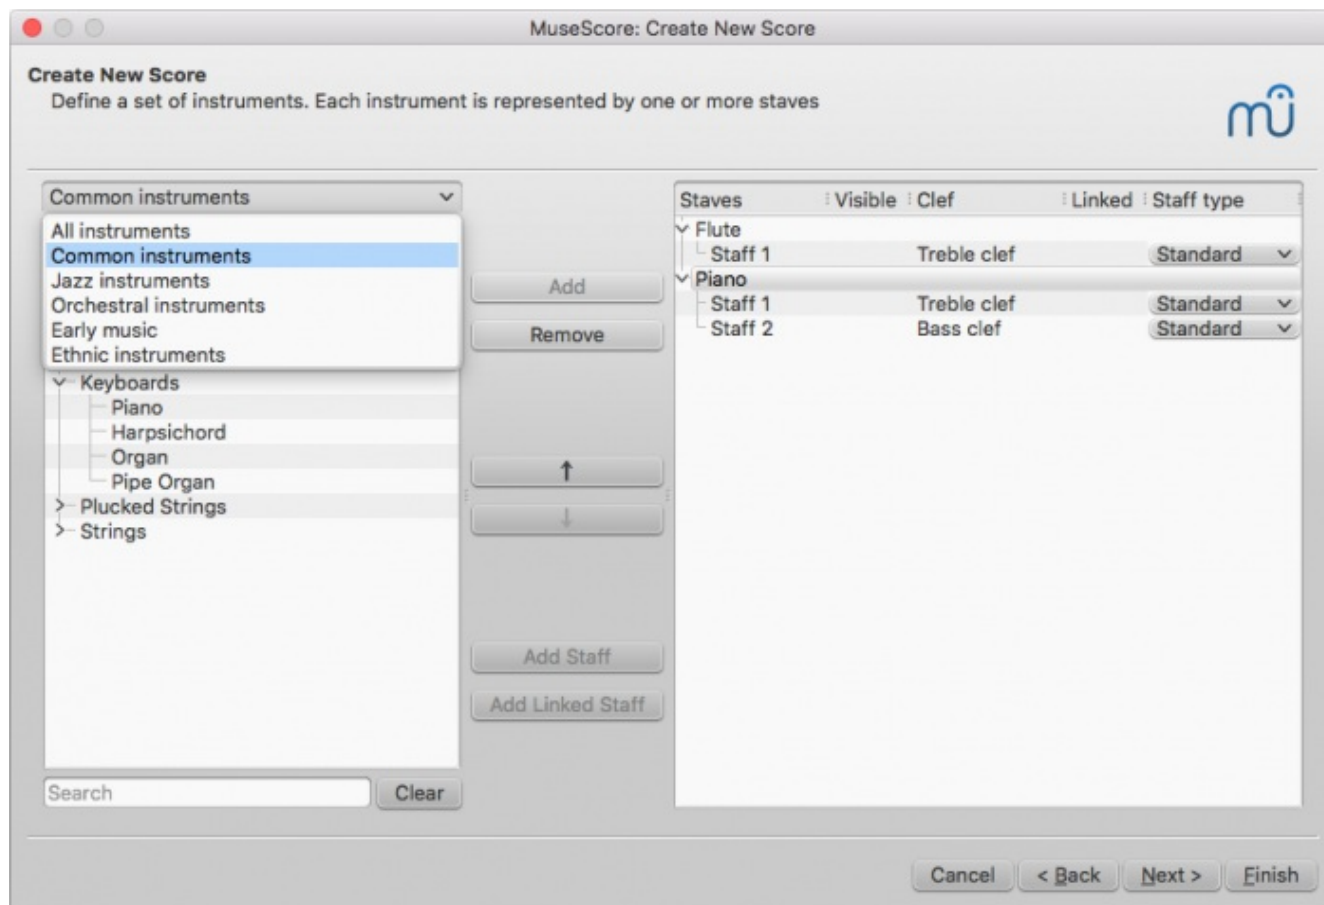 MuseScore: Create New Score
Create New Score
Define a set of instruments. Each instrument is represented by one or more staves
mu
Common instruments
All instruments
Common instruments
Jazz instruments
Orchestral instruments
Early music
Ethnic instruments
Keyboards
Piano
Harpsichord
Organ
Pipe Organ
Plucked Strings
Strings
Search Clear
Add
Remove
↑
↓
Add Staff
Add Linked Staff
Staves Visible Clef Linked Staff type
Flute
Staff 1 Treble clef Standard
Piano
Staff 1 Treble clef Standard
Staff 2 Bass clef Standard
Cancel < Back Next > Finish